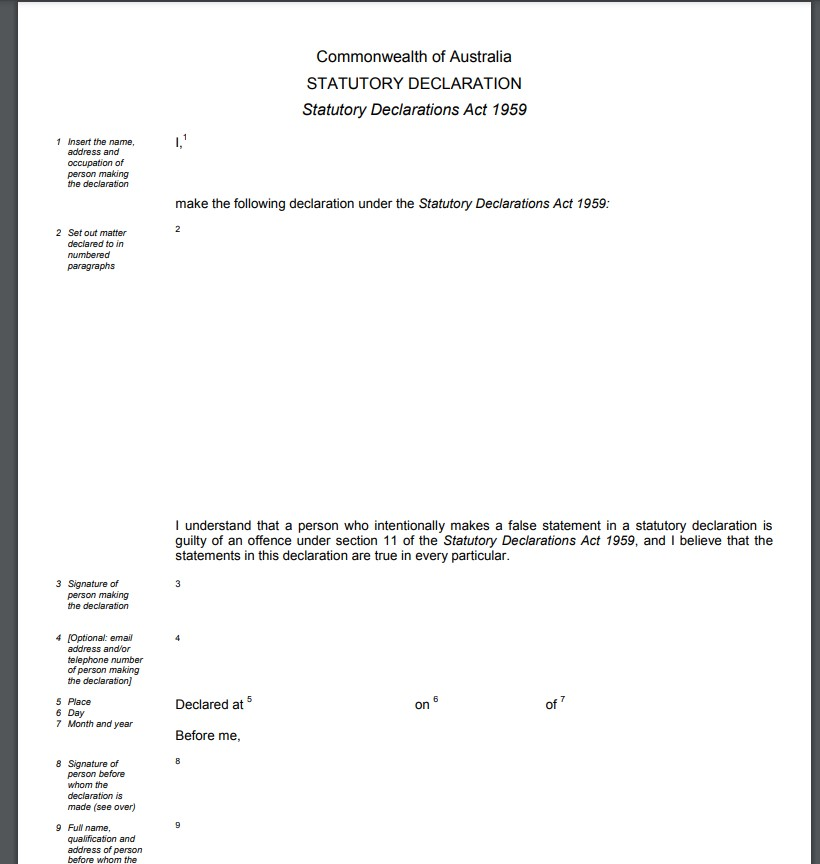 Commonwealth of Australia
STATUTORY DECLARATION
Statutory Declarations Act 1959
1 Insert the name,
address and
occupation of
person making
the declaration
I,1
make the following declaration under the Statutory Declarations Act 1959:
2 Set out matter
declared to in
numbered
paragraphs
2
I understand that a person who intentionally makes a false statement in a statutory declaration is
guilty of an offence under section 11 of the Statutory Declarations Act 1959, and I believe that the
statements in this declaration are true in every particular.
3 Signature of
person making
the declaration
3
4 [Optional: email
address and/or
telephone number
of person making
the declaration]
4
5 Place
6 Day
7 Month and year
Declared at 5 on 6 of 7
Before me,
8 Signature of
person before
whom the
declaration is
made (see over)
8
9 Full name,
qualification and
address of person
before whom the
9